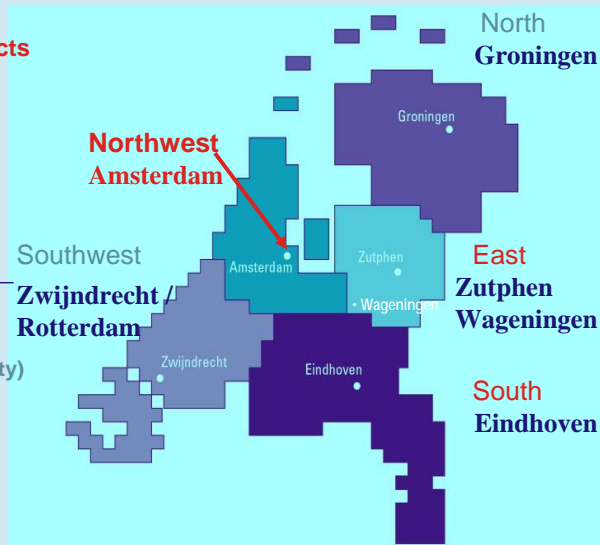 cts
North
Groningen
Groningen
Northwest
Amsterdam
Southwest
Zwijndrecht /
Rotterdam
Amsterdam
Zutphen
• Wageningen
East
Zutphen
Wageningen
ty)
Zwijndrecht
Eindhoven
South
Eindhoven